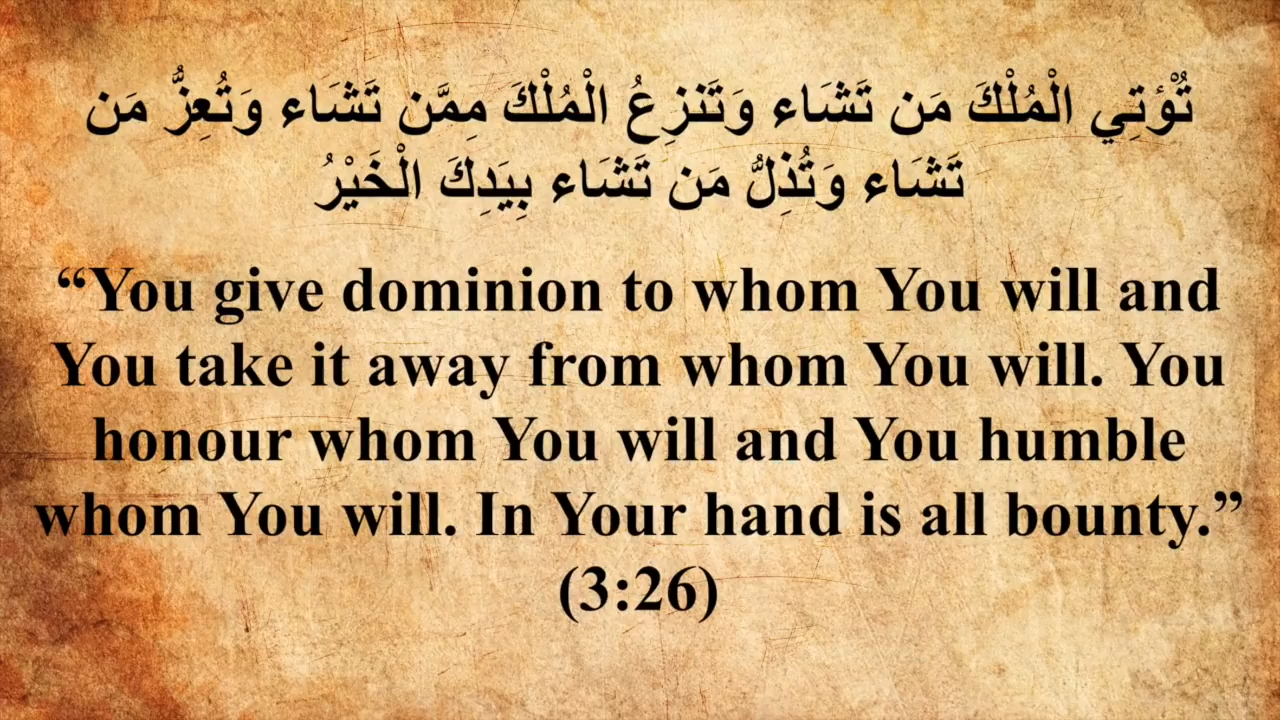 تُؤْتِي الْمُلْكَ مَن تَشَاء وَتَنزِعُ الْمُلْكَ مِمَّن تَشَاء وَتُعِزُّ مَن
تَشَاء وَتُذِلُّ مَن تَشَاء بِيَدِكَ الْخَيْرُ
“You give dominion to whom You will and
You take it away from whom You will. You
honour whom You will and You humble
whom You will. In Your hand is all bounty.”
(3:26)